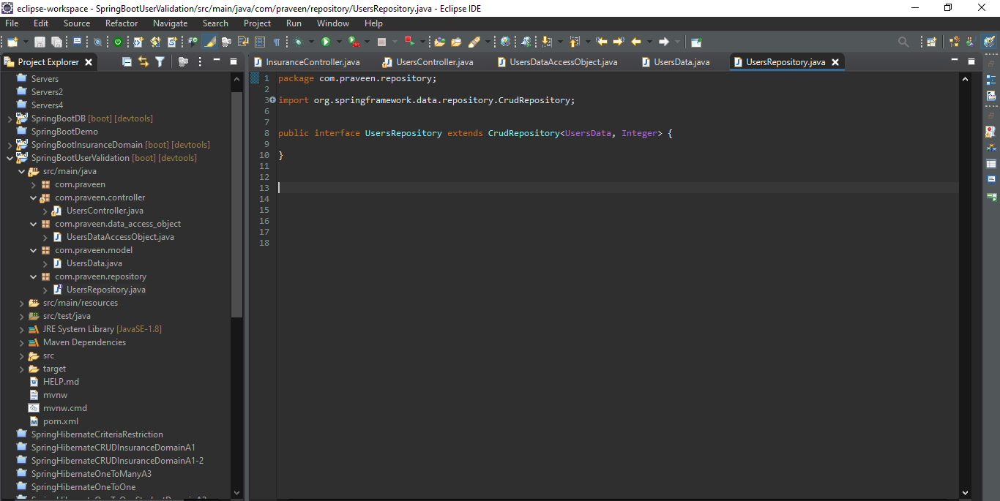 eclipse-workspace - SpringBootUserValidation/src/main/java/com/praveen/repository/UsersRepository.java - Eclipse IDE
File Edit Source Refactor Navigate Search Project Run Window Help
Project Explorer
Servers
Servers2
Servers4
SpringBootDB [boot] [devtools]
SpringBootDemo
SpringBootInsuranceDomain [boot] [devtools]
SpringBootUserValidation [boot] [devtools]
src/main/java
com.praveen
com.praveen.controller
UsersController.java
com.praveen.data_access_object
UsersDataAccessObject.java
com.praveen.model
UsersData.java
com.praveen.repository
UsersRepository.java
src/main/resources
src/test/java
JRE System Library [JavaSE-1.8]
Maven Dependencies
src
target
HELP.md
mvnw
mvnw.cmd
pom.xml
SpringHibernateCriteriaRestriction
SpringHibernateCRUDInsuranceDomainA1
SpringHibernateCRUDInsuranceDomainA1-2
SpringHibernateOneToManyA3
SpringHibernateOneToOne
InsuranceController.java UsersController.java UsersDataAccessObject.java UsersData.java UsersRepository.java
1 package com.praveen.repository;
2
3 import org.springframework.data.repository.CrudRepository;
6
7
8 public interface UsersRepository extends CrudRepository<UsersData, Integer> {
9
10 }
11
12
13
14
15
16
17
18